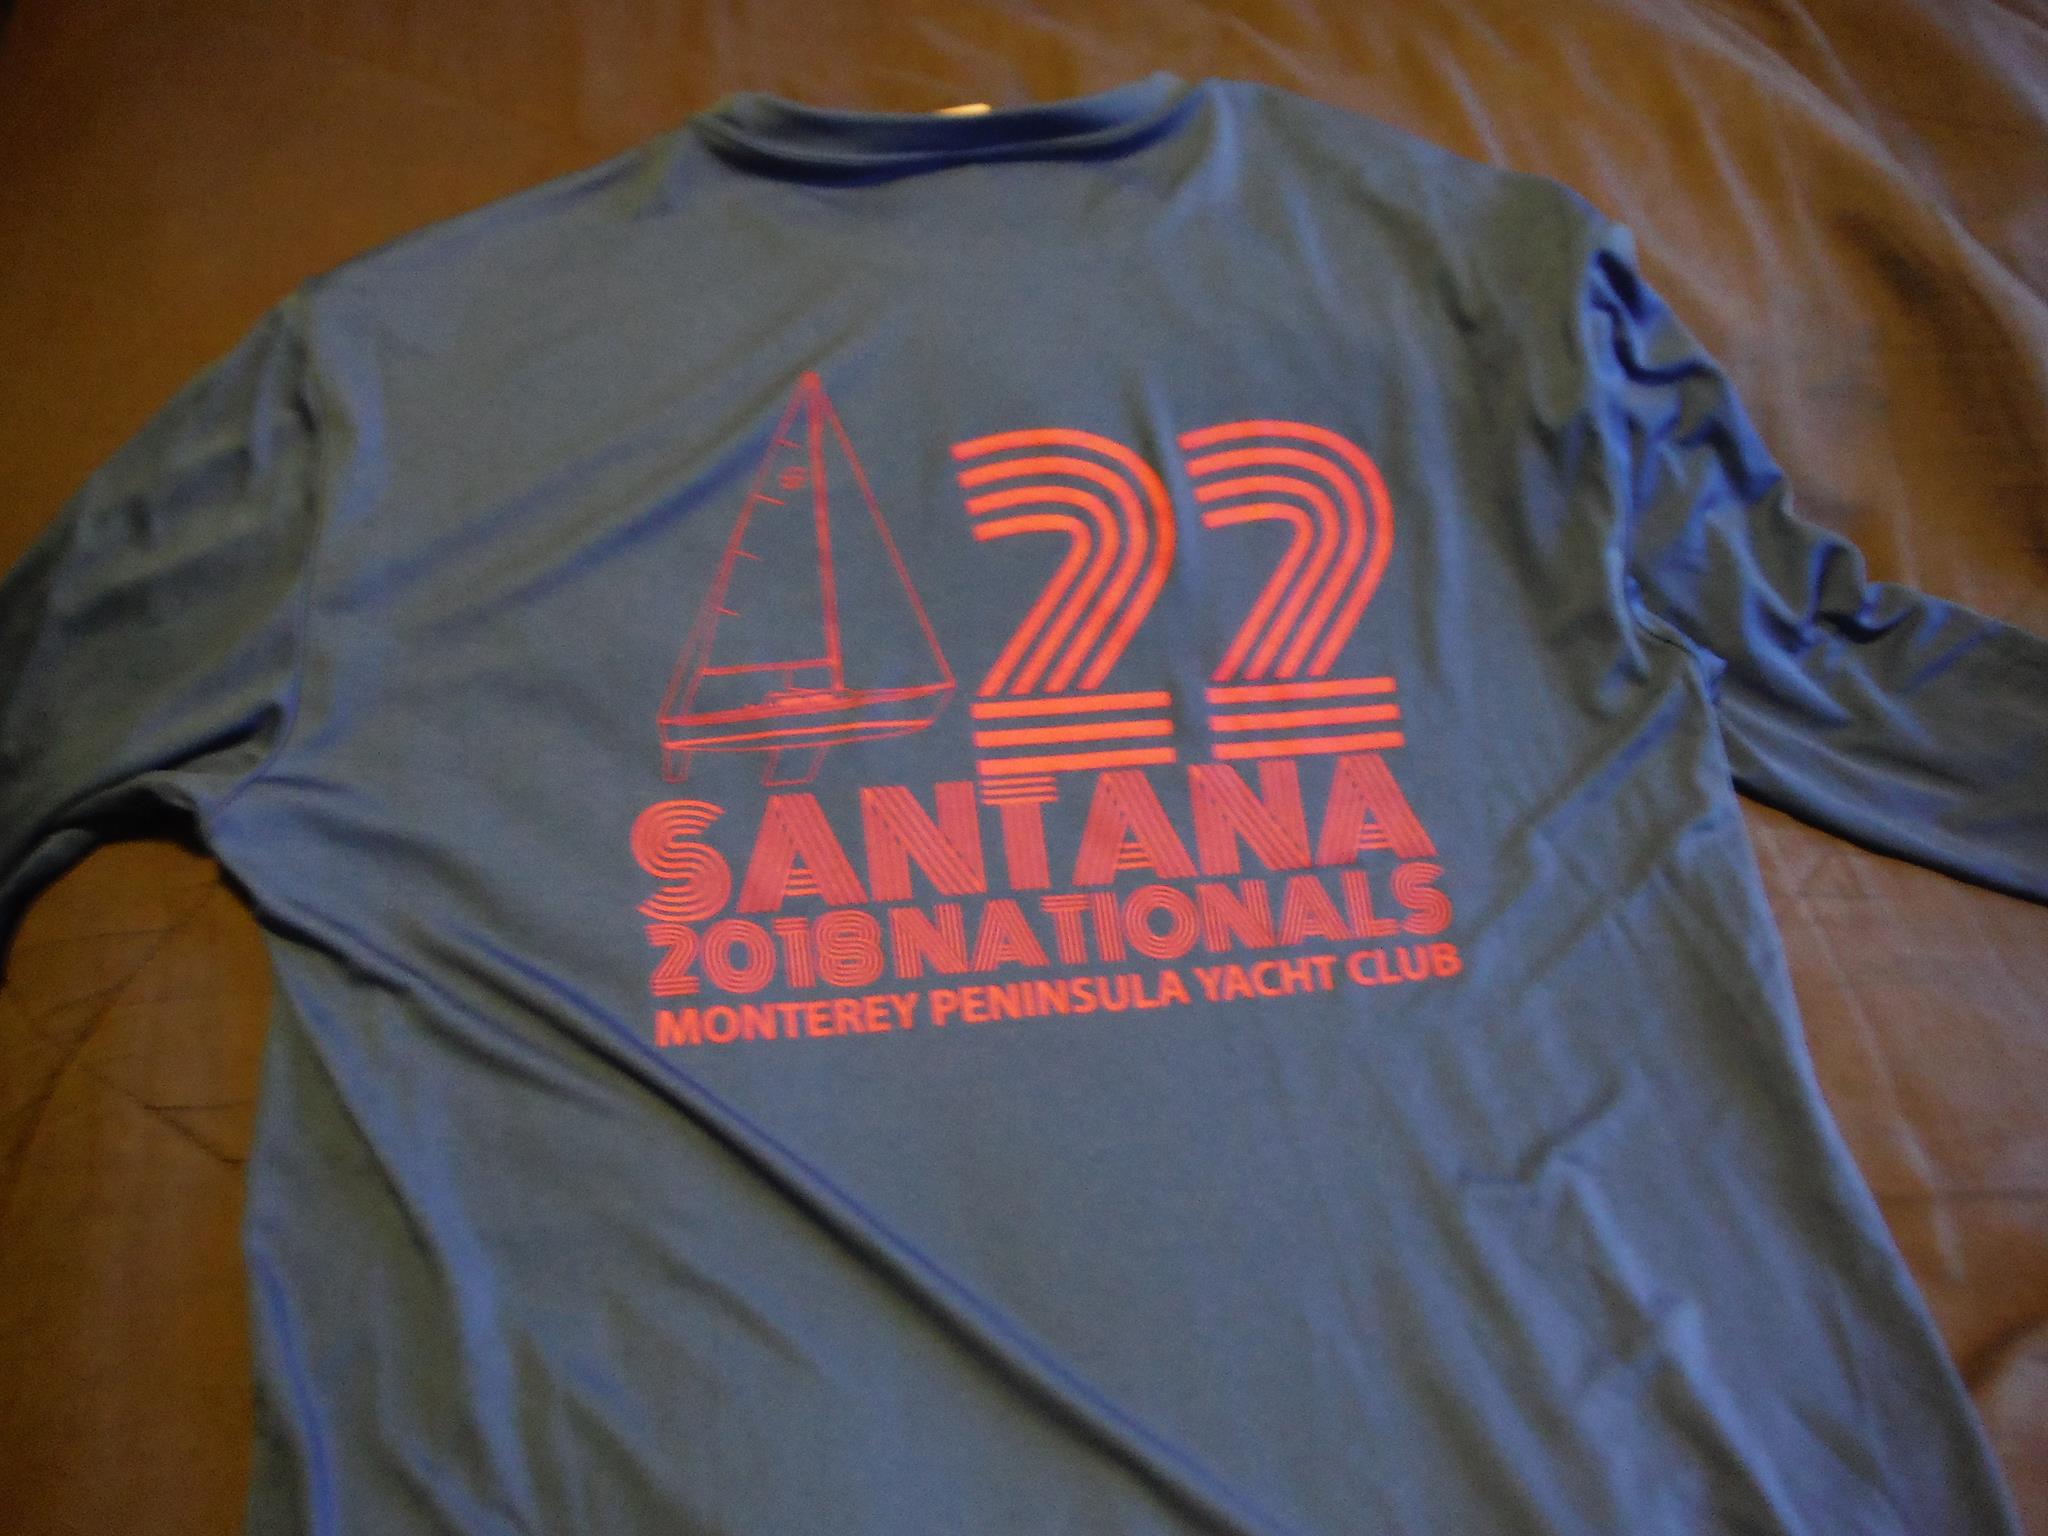 22
SANTANA
2018 NATIONALS
MONTEREY PENINSULA YACHT CLUB